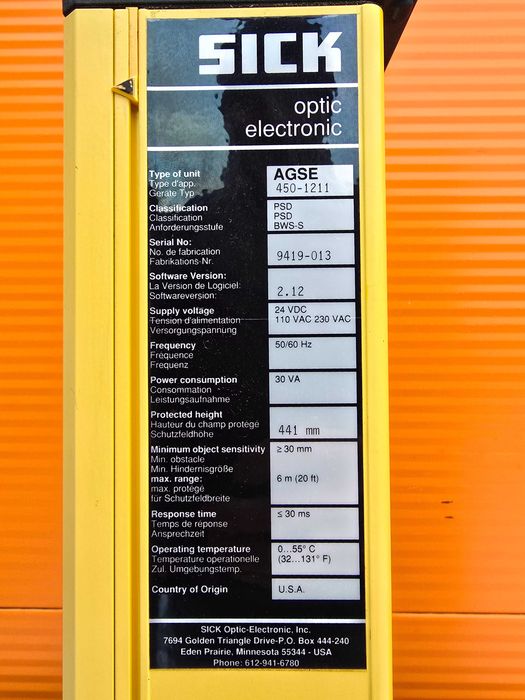 SICK
optic
electronic
Type of unit
Type d'app.
Geräte Typ
AGSE
450-1211
Classification
Classification
Anforderungsstufe
PSD
PSD
BWS-S
Serial No:
No. de fabrication
Fabrikations-Nr.
9419-013
Software Version:
La Version de Logiciel:
Softwareversion:
2.12
Supply voltage
Tension d'alimentation
Versorgungspannung
24 VDC
110 VAC 230 VAC
Frequency
Fréquence
Frequenz
50/60 Hz
Power consumption
Consommation
Leistungsaufnahme
30 VA
Protected height
Hauteur du champ protégé
Schutzfeldhöhe
441 mm
Minimum object sensitivity
Min. obstacle
Min. Hindernisgröße
≥ 30 mm
max. range:
max. protégé
für Schutzfeldbreite
6 m (20 ft)
Response time
Temps de réponse
Ansprechzeit
≤ 30 ms
Operating temperature
Température operationelle
Zul. Umgebungstemp.
0...55° C
(32...131° F)
Country of Origin
U.S.A.
SICK Optic-Electronic, Inc.
7694 Golden Triangle Drive-P.O. Box 444-240
Eden Prairie, Minnesota 55344 - USA
Phone: 612-941-6780